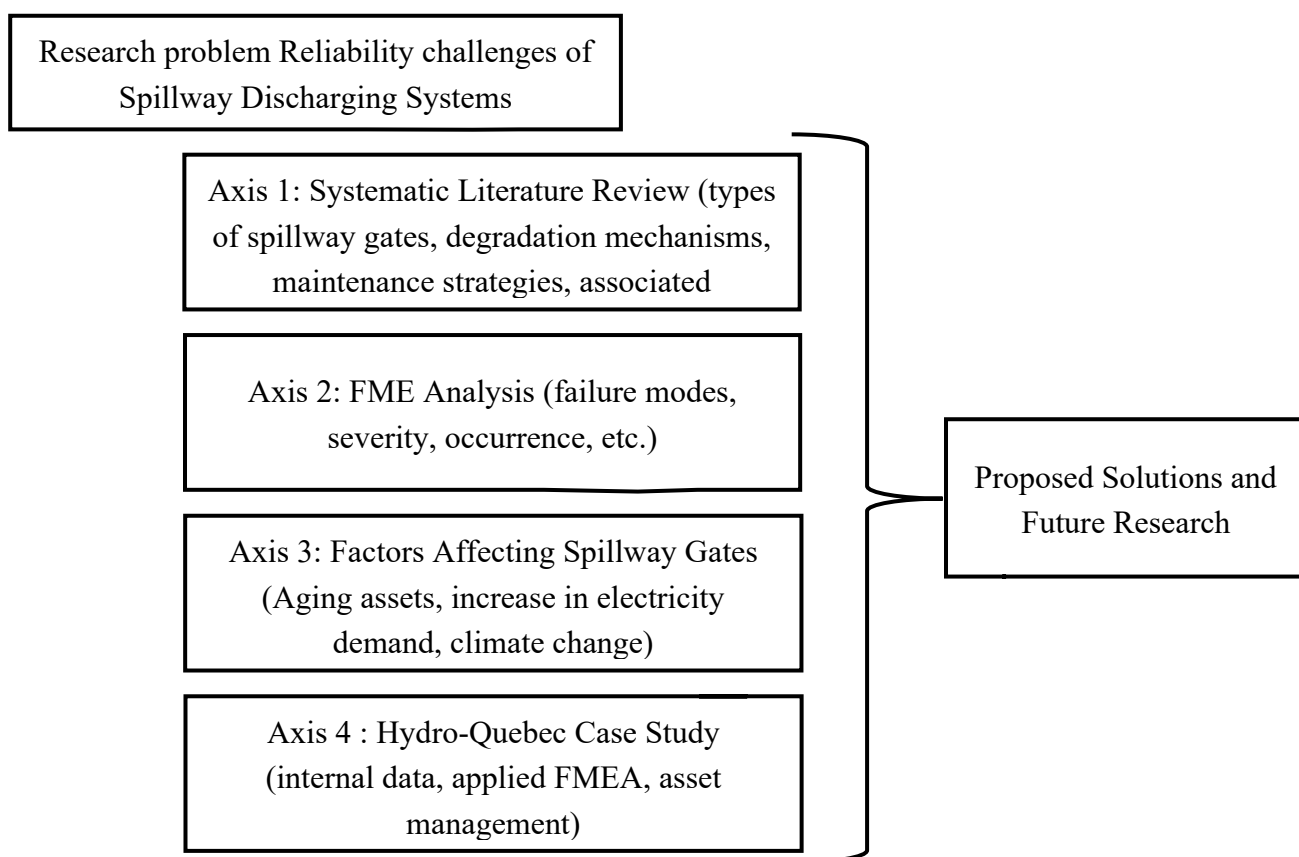 Research problem Reliability challenges of
Spillway Discharging Systems
Axis 1: Systematic Literature Review (types
of spillway gates, degradation mechanisms,
maintenance strategies, associated
Axis 2: FME Analysis (failure modes,
severity, occurrence, etc.)
Axis 3: Factors Affecting Spillway Gates
(Aging assets, increase in electricity
demand, climate change)
Axis 4 : Hydro-Quebec Case Study
(internal data, applied FMEA, asset
management)
Proposed Solutions and
Future Research